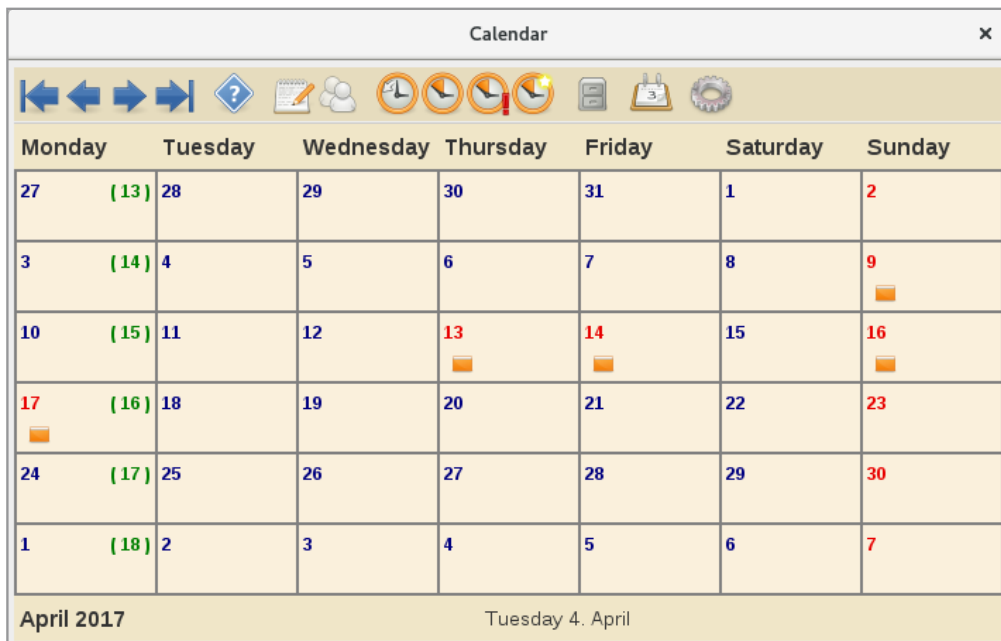 Calendar
Monday Tuesday Wednesday Thursday Friday Saturday Sunday
27 (13) 28 29 30 31 1 2
3 (14) 4 5 6 7 8 9
10 (15) 11 12 13 14 15 16
17 (16) 18 19 20 21 22 23
24 (17) 25 26 27 28 29 30
1 (18) 2 3 4 5 6 7
April 2017 Tuesday 4. April